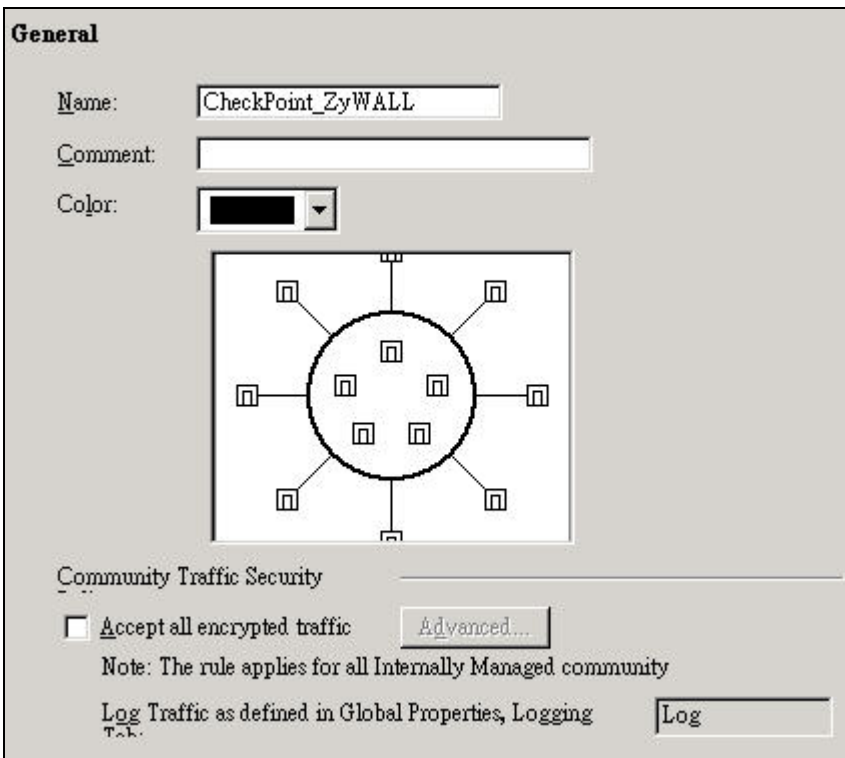 General
Name: CheckPoint_ZyWALL
Comment:
Color:
Community Traffic Security
Accept all encrypted traffic Advanced...
Note: The rule applies for all Internally Managed community
Log Traffic as defined in Global Properties, Logging Log
Tab: